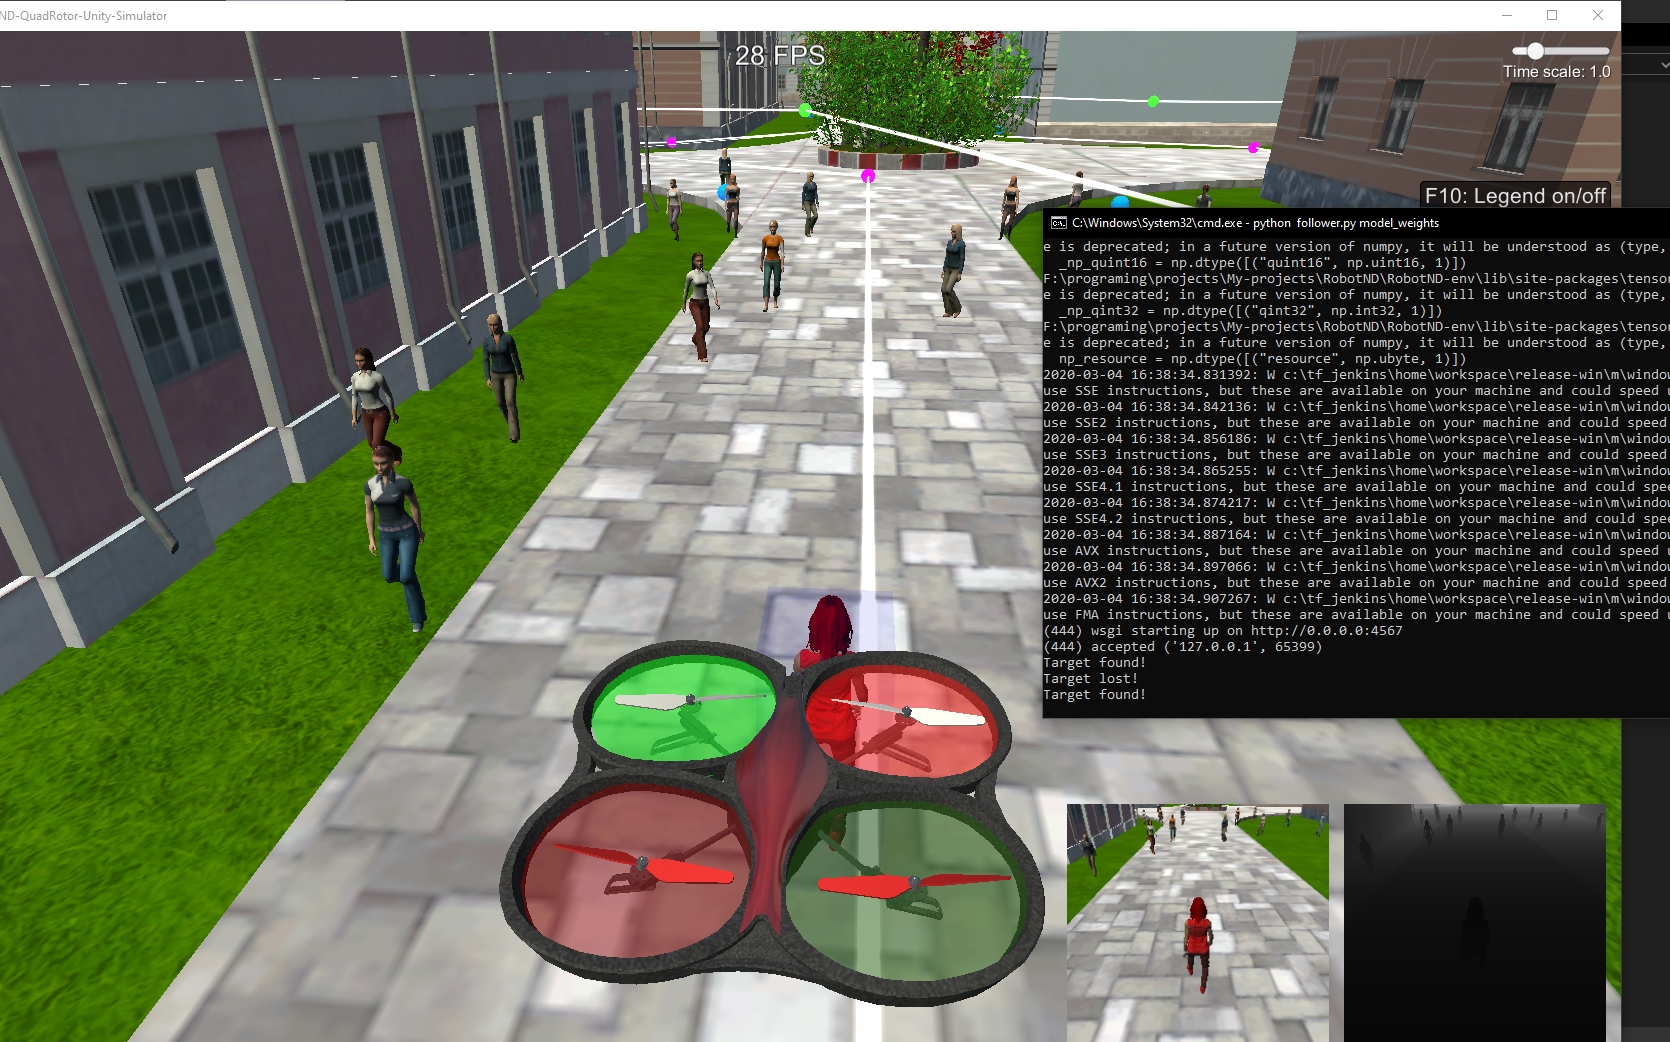 ND-QuadRotor-Unity-Simulator
28 FPS
Time scale: 1.0
F10: Legend on/off
C:\Windows\System32\cmd.exe - python  follower.py model_weights
e is deprecated; in a future version of numpy, it will be understood as (type,
  _np_quint16 = np.dtype([("quint16", np.uint16, 1)])
F:\programing\projects\My-projects\RobotND\RobotND-env\lib\site-packages\tensor
e is deprecated; in a future version of numpy, it will be understood as (type,
  _np_qint32 = np.dtype([("qint32", np.int32, 1)])
F:\programing\projects\My-projects\RobotND\RobotND-env\lib\site-packages\tensor
e is deprecated; in a future version of numpy, it will be understood as (type,
  np_resource = np.dtype([("resource", np.ubyte, 1)])
2020-03-04 16:38:34.831392: W c:\tf_jenkins\home\workspace\release-win\m\window
use SSE instructions, but these are available on your machine and could speed u
2020-03-04 16:38:34.842136: W c:\tf_jenkins\home\workspace\release-win\m\window
use SSE2 instructions, but these are available on your machine and could speed
2020-03-04 16:38:34.856186: W c:\tf_jenkins\home\workspace\release-win\m\window
use SSE3 instructions, but these are available on your machine and could speed
2020-03-04 16:38:34.865255: W c:\tf_jenkins\home\workspace\release-win\m\window
use SSE4.1 instructions, but these are available on your machine and could spee
2020-03-04 16:38:34.874217: W c:\tf_jenkins\home\workspace\release-win\m\window
use SSE4.2 instructions, but these are available on your machine and could spee
2020-03-04 16:38:34.887164: W c:\tf_jenkins\home\workspace\release-win\m\window
use AVX instructions, but these are available on your machine and could speed u
2020-03-04 16:38:34.897066: W c:\tf_jenkins\home\workspace\release-win\m\window
use AVX2 instructions, but these are available on your machine and could speed
2020-03-04 16:38:34.907267: W c:\tf_jenkins\home\workspace\release-win\m\window
use FMA instructions, but these are available on your machine and could speed u
(444) wsgi starting up on http://0.0.0.0:4567
(444) accepted ('127.0.0.1', 65399)
Target found!
Target lost!
Target found!